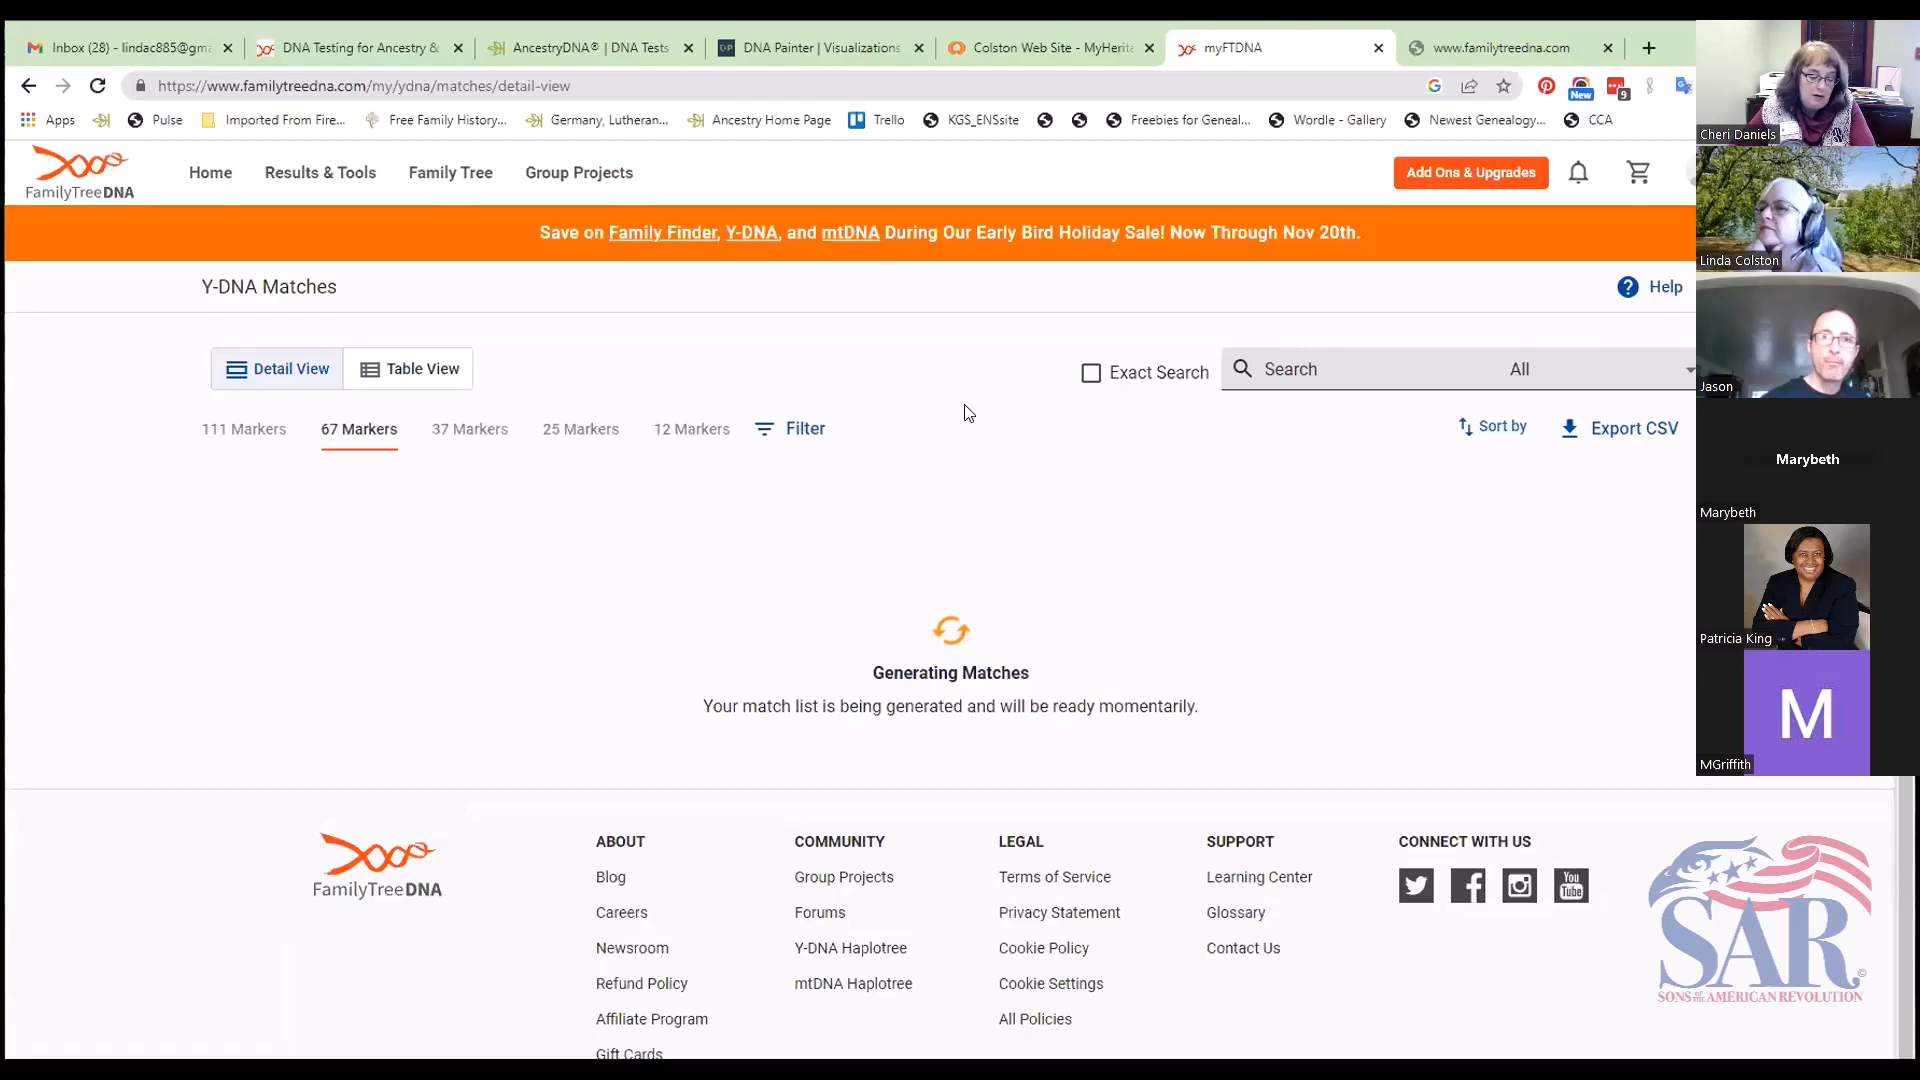 Inbox (28) - lindac885@gma
DNA Testing for Ancestry &
AncestryDNA® | DNA Tests
DNA Painter | Visualizations
Colston Web Site - MyHerita
myFTDNA
www.familytreedna.com
https://www.familytreedna.com/my/ydna/matches/detail-view
New
9
Apps
Pulse
Imported From Fire...
Free Family History...
Germany, Lutheran...
Ancestry Home Page
Trello
KGS_ENSsite
Freebies for Geneal...
Wordle - Gallery
Newest Genealogy...
CCA
FamilyTreeDNA
Home
Results & Tools
Family Tree
Group Projects
Add Ons & Upgrades
Save on Family Finder, Y-DNA, and mtDNA During Our Early Bird Holiday Sale! Now Through Nov 20th.
Y-DNA Matches
Help
Detail View
Table View
Exact Search
Search
All
111 Markers
67 Markers
37 Markers
25 Markers
12 Markers
Filter
Sort by
Export CSV
Generating Matches
Your match list is being generated and will be ready momentarily.
Cheri Daniels
Linda Colston
Jason
Marybeth
Marybeth
Patricia King
M
MGriffith
FamilyTreeDNA
ABOUT
Blog
Careers
Newsroom
Refund Policy
Affiliate Program
Gift Cards
COMMUNITY
Group Projects
Forums
Y-DNA Haplotree
mtDNA Haplotree
LEGAL
Terms of Service
Privacy Statement
Cookie Policy
Cookie Settings
All Policies
SUPPORT
Learning Center
Glossary
Contact Us
CONNECT WITH US
You
Tube
SAR
SONS OF THE AMERICAN REVOLUTION
©